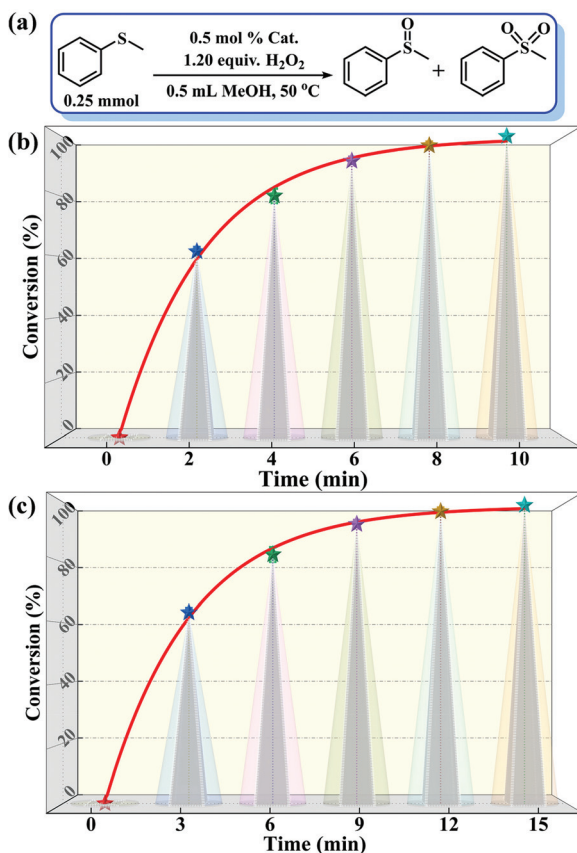 (a)
S
O
S
O O
S
+
0.5 mol % Cat.
1.20 equiv. H₂O₂
0.5 mL MeOH, 50 °C
0.25 mmol
(b)
Conversion (%)
100
80
60
40
20
0
0 2 4 6 8 10
Time (min)
(c)
Conversion (%)
100
80
60
40
20
0
0 3 6 9 12 15
Time (min)